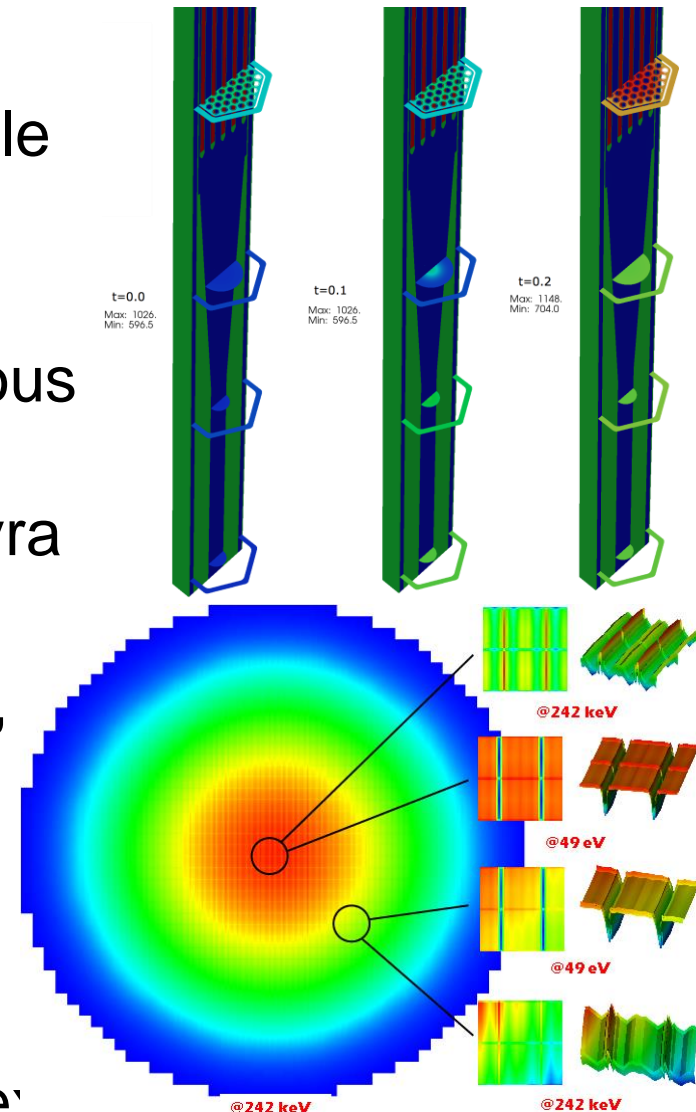 le
t=0.0
Max: 1026.
Min: 596.5
t=0.1
Max: 1026.
Min: 596.5
t=0.2
Max: 1148.
Min: 704.0
ous
yra
,
@242 keV
@49 eV
@49 eV
@242 keV
@242 keV